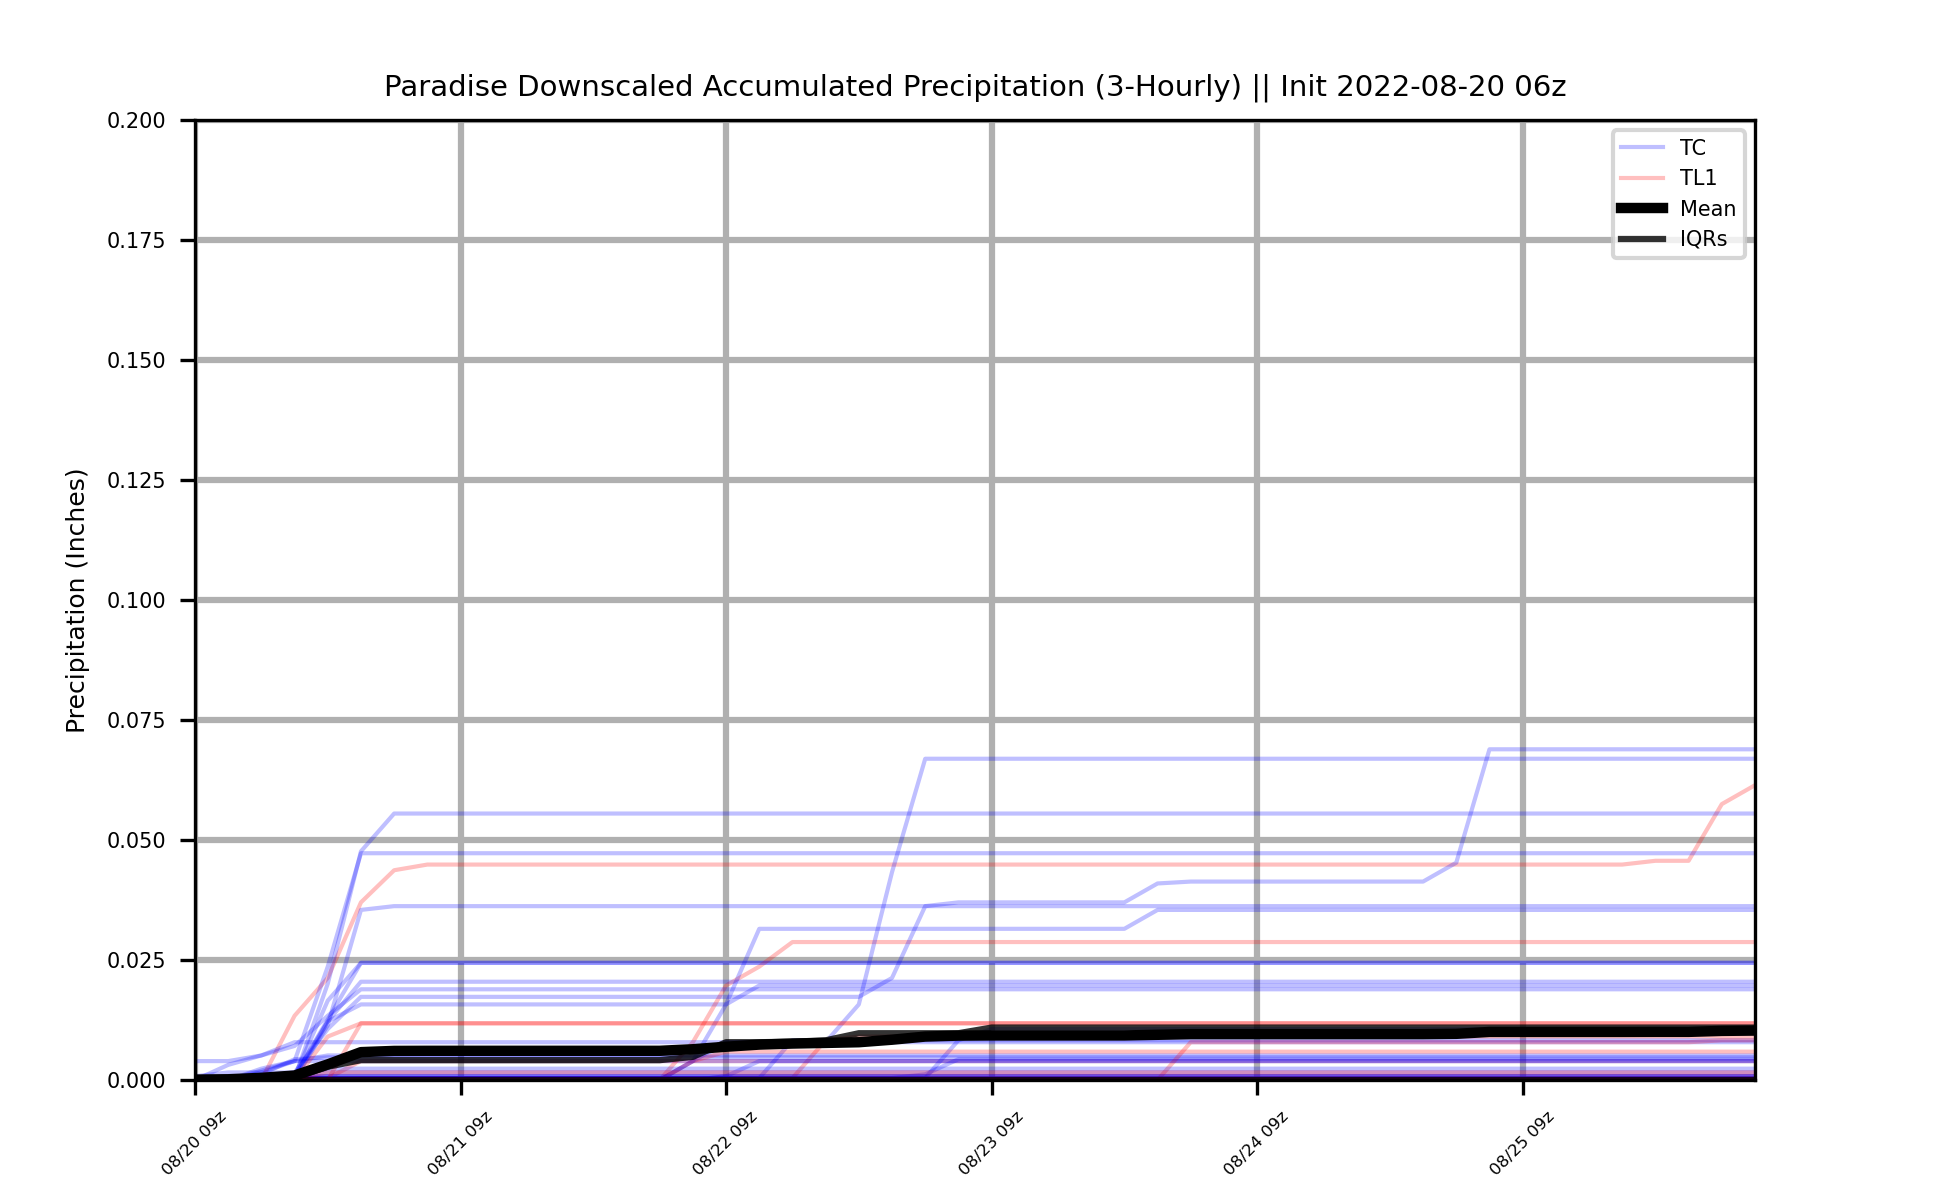 Paradise Downscaled Accumulated Precipitation (3-Hourly) || Init 2022-08-20 06z
TC
TL1
Mean
IQRs
Precipitation (Inches)
0.200
0.175
0.150
0.125
0.100
0.075
0.050
0.025
0.000
08/20 09z
08/21 09z
08/22 09z
08/23 09z
08/24 09z
08/25 09z